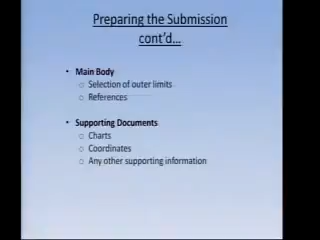 Preparing the Submission
cont'd…
• Main Body
o Selection of outer limits
o References
• Supporting Documents
o Charts
o Coordinates
o Any other supporting information